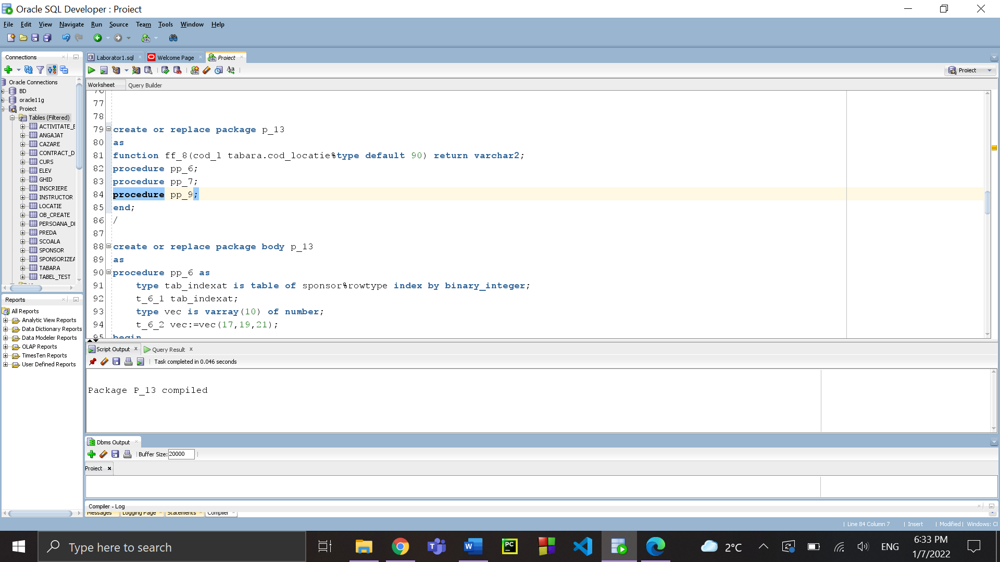 Oracle SQL Developer : Proiect
File Edit View Navigate Run Source Team Tools Window Help
Connections
Oracle Connections
BD
oracle11g
Proiect
Tables (Filtered)
ACTIVITATE_E
ANGAJAT
CAZARE
CONTRACT_D
CURS
ELEV
GHID
INSCRIERE
INSTRUCTOR
LOCATIE
OB_CREATE
PERSOANA_DI
PREDA
SCOALA
SPONSOR
SPONSORIZEA
TABARA
TABEL_TEST
Reports
All Reports
Analytic View Reports
Data Dictionary Reports
Data Modeler Reports
OLAP Reports
TimesTen Reports
User Defined Reports
Laborator1.sql Welcome Page Proiect
Proiect
Worksheet Query Builder
76
77
78
79 create or replace package p_13
80 as
81 function ff_8(cod_l tabara.cod_locatie%type default 90) return varchar2;
82 procedure pp_6;
83 procedure pp_7;
84 procedure pp_9;
85 end;
86 /
87
88 create or replace package body p_13
89 as
90 procedure pp_6 as
91 type tab_indexat is table of sponsor%rowtype index by binary_integer;
92 t_6_1 tab_indexat;
93 type vec is varray(10) of number;
94 t_6_2 vec:=vec(17,19,21);
95 begin
Script Output x Query Result x
Task completed in 0.046 seconds
Package P_13 compiled
Dbms Output
Buffer Size: 20000
Proiect x
Compiler - Log
Messages Logging Page Statements Compiler
Line 84 Column 7 Insert Modified Windows: Cl
Type here to search
PC
2°C ENG
6:33 PM
1/7/2022